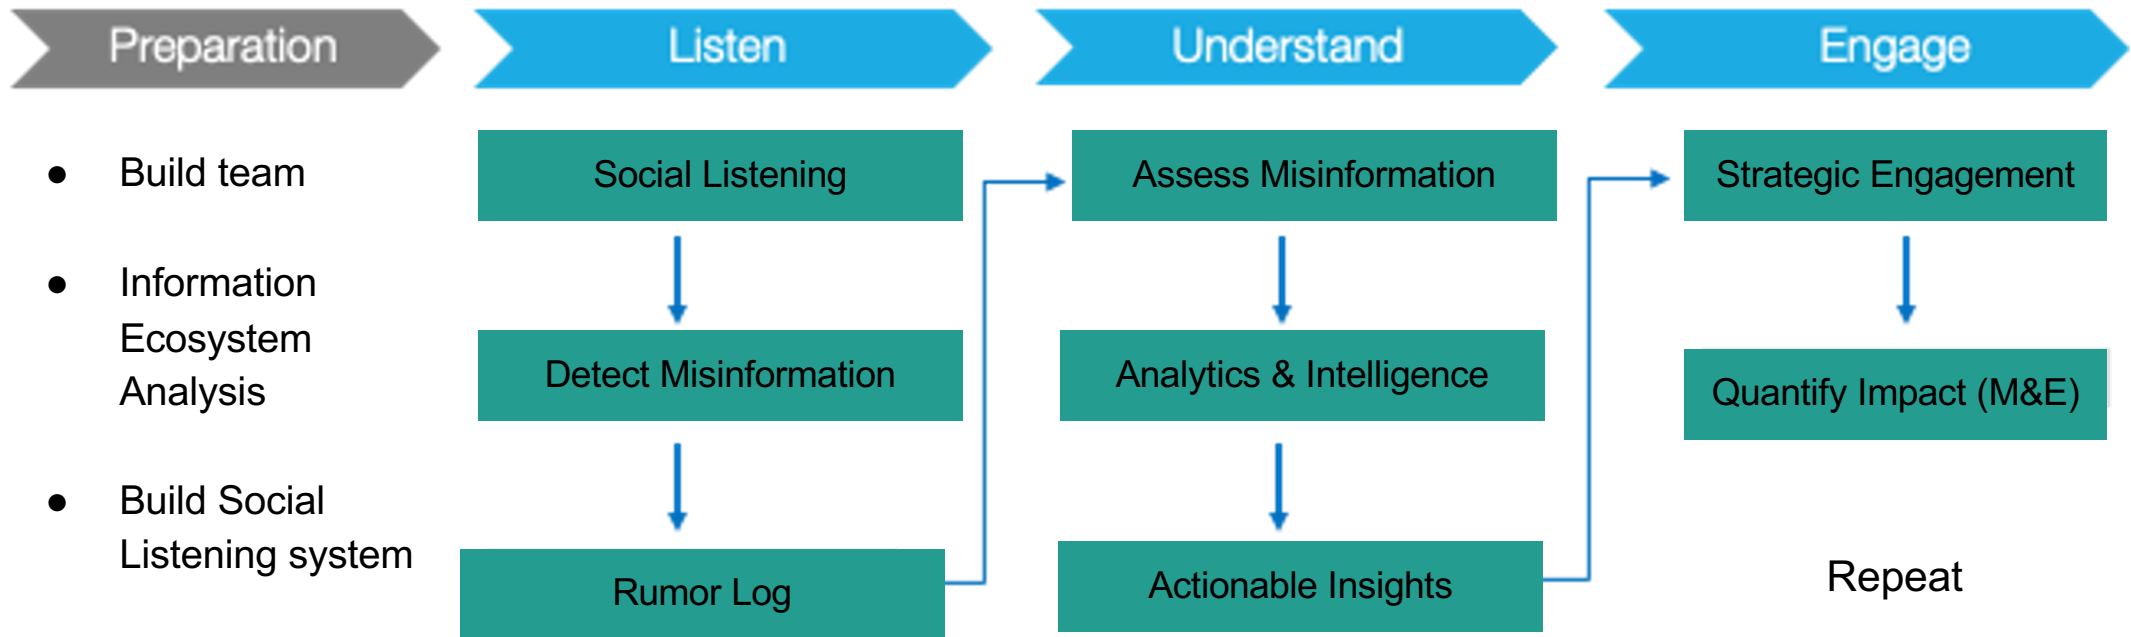 Preparation
Listen
Understand
Engage
● Build team
● Information
Ecosystem
Analysis
● Build Social
Listening system
Social Listening
Detect Misinformation
Rumor Log
Assess Misinformation
Analytics & Intelligence
Actionable Insights
Strategic Engagement
Quantify Impact (M&E)
Repeat